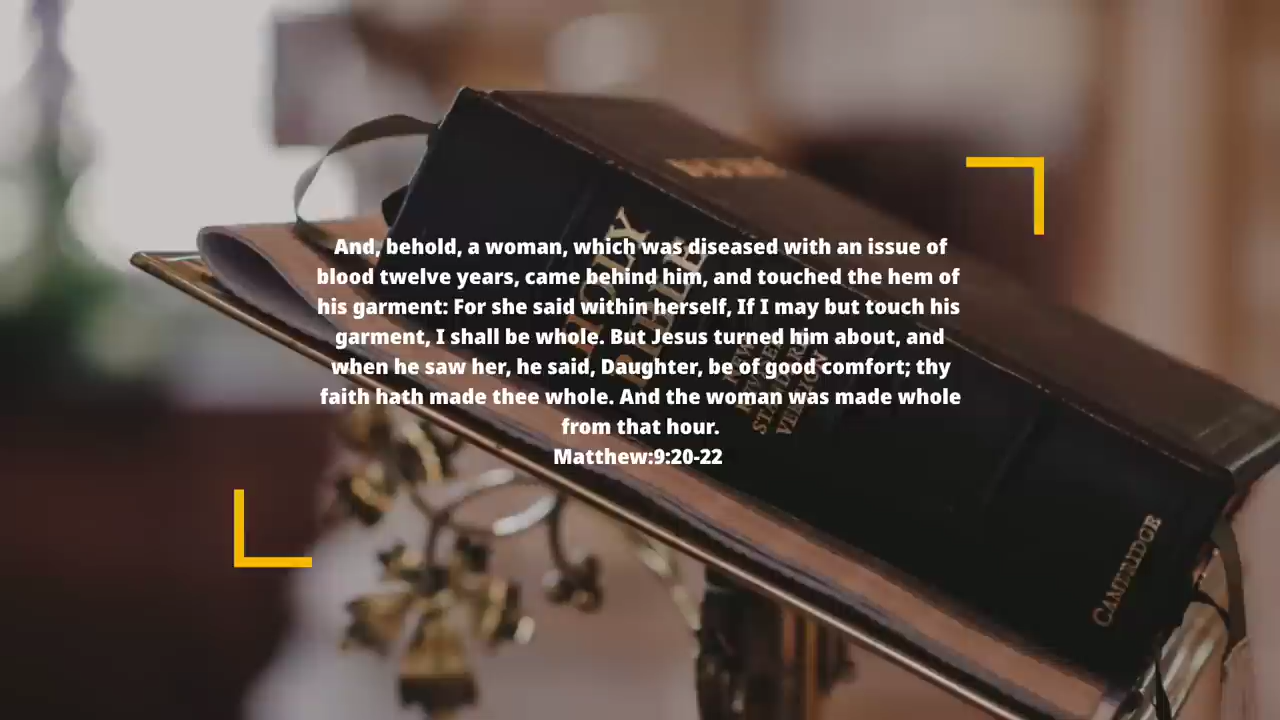 And, behold, a woman, which was diseased with an issue of
blood twelve years, came behind him, and touched the hem of
his garment: For she said within herself, If I may but touch his
garment, I shall be whole. But Jesus turned him about, and
when he saw her, he said, Daughter, be of good comfort; thy
faith hath made thee whole. And the woman was made whole
from that hour.
Matthew:9:20-22
HOLY
BIBLE
CAMBRIDGE